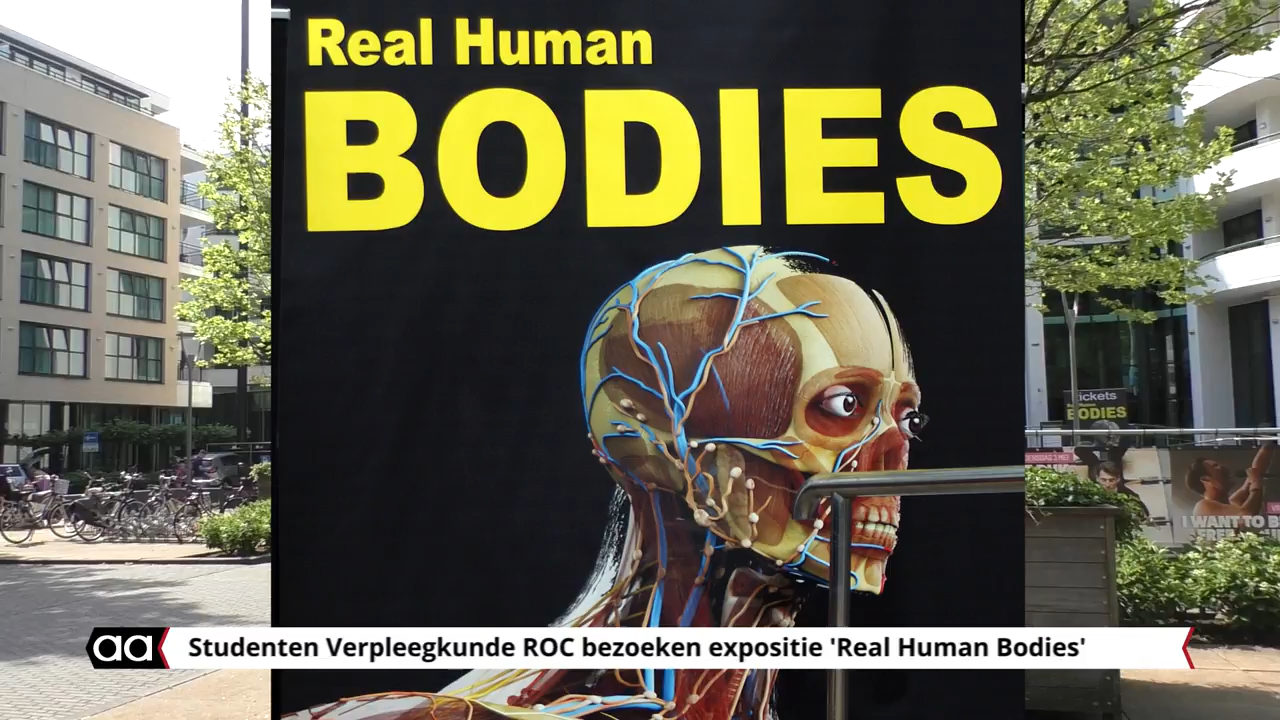 Real Human
BODIES
tickets
BODIES
I WANT TO B
aa
Studenten Verpleegkunde ROC bezoeken expositie 'Real Human Bodies'